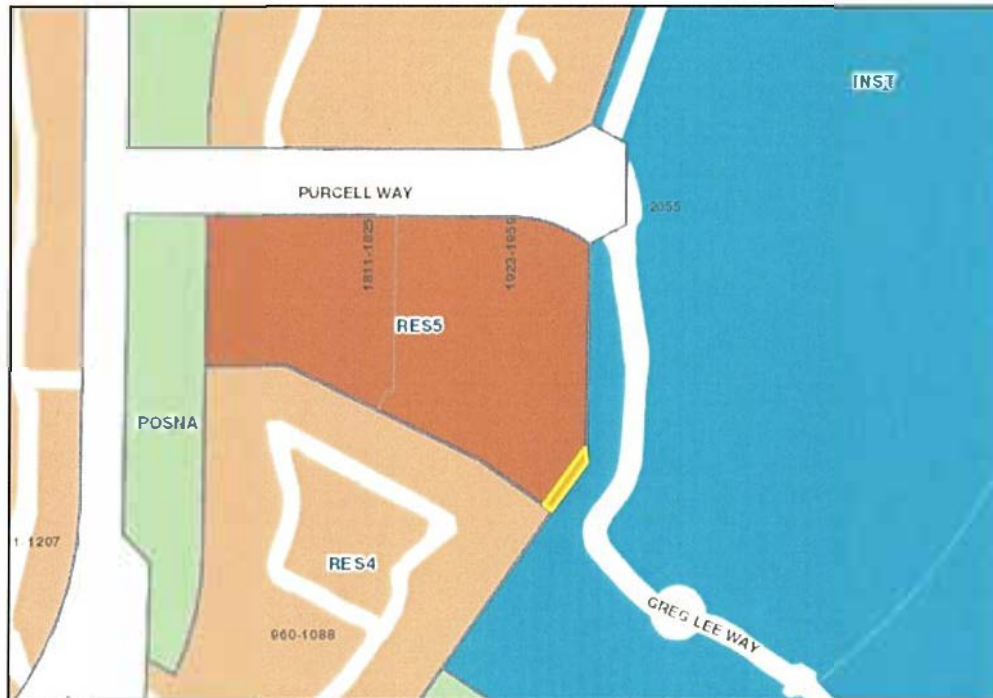 INST
PURCELL WAY
2055
1811-1825
1923-1959
RES5
POSNA
1-1207
RES4
GREG LEE WAY
960-1088